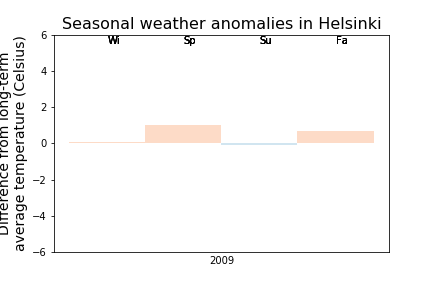 Seasonal weather anomalies in Helsinki
Difference from long-term
average temperature (Celsius)
6
4
2
0
−2
−4
−6
Wi Sp Su Fa
2009